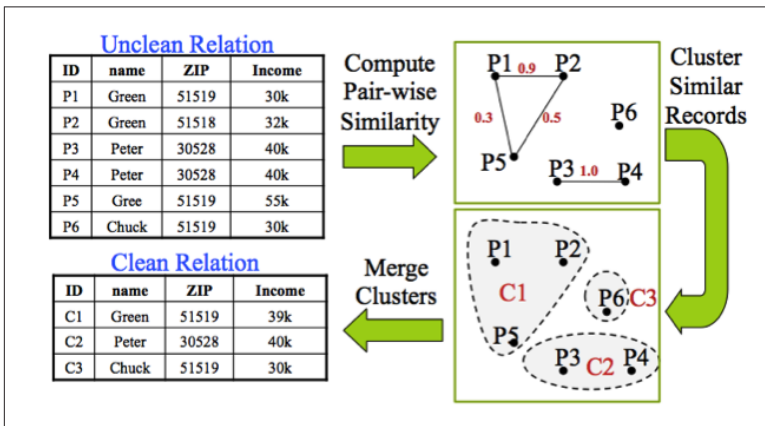 Unclean Relation
ID name ZIP Income
P1 Green 51519 30k
P2 Green 51518 32k
P3 Peter 30528 40k
P4 Peter 30528 40k
P5 Gree 51519 55k
P6 Chuck 51519 30k
Compute
Pair-wise
Similarity
P1 0.9 P2
0.3 0.5
P6
P5
P3 1.0 P4
Cluster
Similar
Records
P1 P2
C1
P6 C3
P5
P3 C2 P4
Merge
Clusters
Clean Relation
ID name ZIP Income
C1 Green 51519 39k
C2 Peter 30528 40k
C3 Chuck 51519 30k